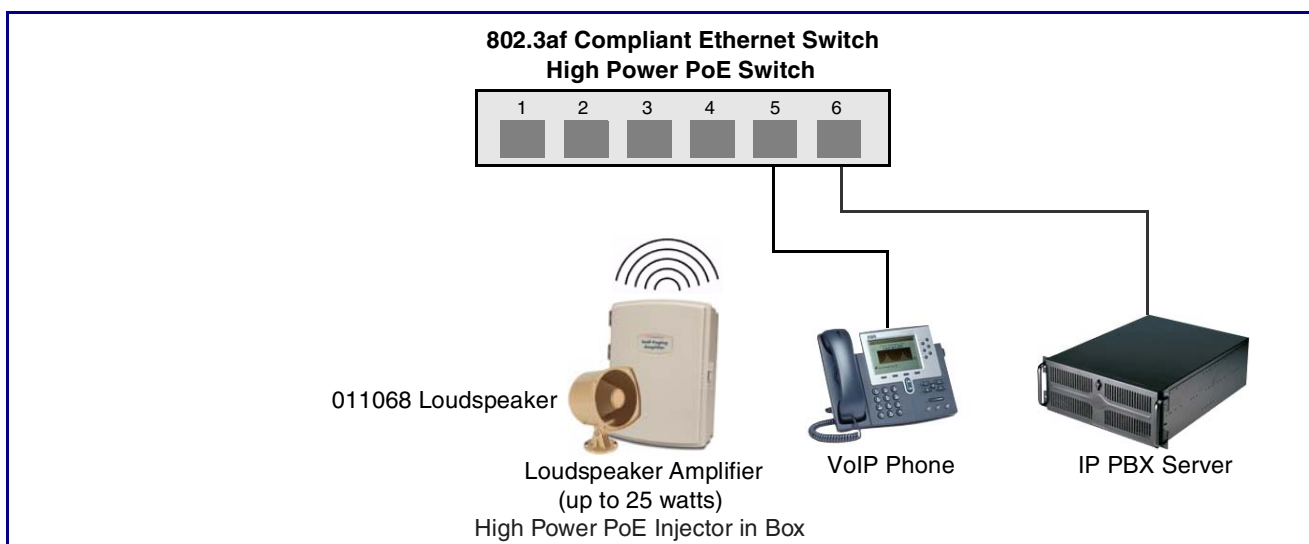 802.3af Compliant Ethernet Switch
High Power PoE Switch
1 2 3 4 5 6
011068 Loudspeaker
Loudspeaker Amplifier
(up to 25 watts)
High Power PoE Injector in Box
VoIP Phone
IP PBX Server